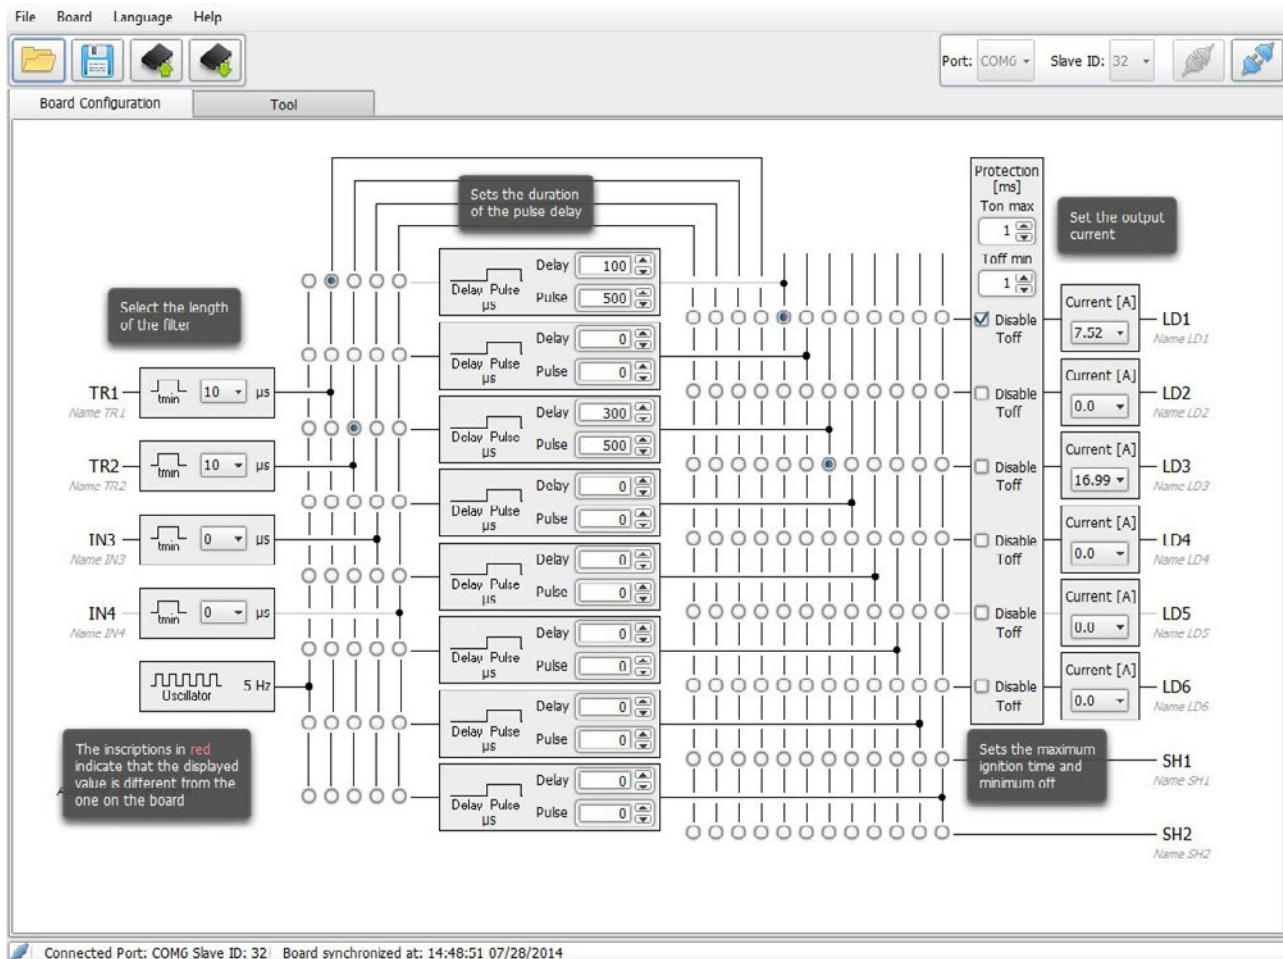 File Board Language Help
Port: COM6 Slave ID: 32
Board Configuration Tool
Sets the duration
of the pulse delay
Protection
[ms]
Ton max
1
Toff min
1
Set the output
current
Select the length
of the filter
TR1
Name TR1
tmin 10 µs
TR2
Name TR2
tmin 10 µs
IN3
Name IN3
tmin 0 µs
IN4
Name IN4
tmin 0 µs
Oscillator 5 Hz
The inscriptions in red
indicate that the displayed
value is different from the
one on the board
Delay 100
Delay Pulse
µs
Pulse 500
Delay 0
Delay Pulse
µs
Pulse 0
Delay 300
Delay Pulse
µs
Pulse 500
Delay 0
Delay Pulse
µs
Pulse 0
Delay 0
Delay Pulse
µs
Pulse 0
Delay 0
Delay Pulse
µs
Pulse 0
Delay 0
Delay Pulse
µs
Pulse 0
Delay 0
Delay Pulse
µs
Pulse 0
Disable
Toff
Current [A]
7.52
LD1
Name LD1
Disable
Toff
Current [A]
0.0
LD2
Name LD2
Disable
Toff
Current [A]
16.99
LD3
Name LD3
Disable
Toff
Current [A]
0.0
LD4
Name LD4
Disable
Toff
Current [A]
0.0
LD5
Name LD5
Disable
Toff
Current [A]
0.0
LD6
Name LD6
Sets the maximum
ignition time and
minimum off
SH1
Name SH1
SH2
Name SH2
Connected Port: COM6 Slave ID: 32 Board synchronized at: 14:48:51 07/28/2014